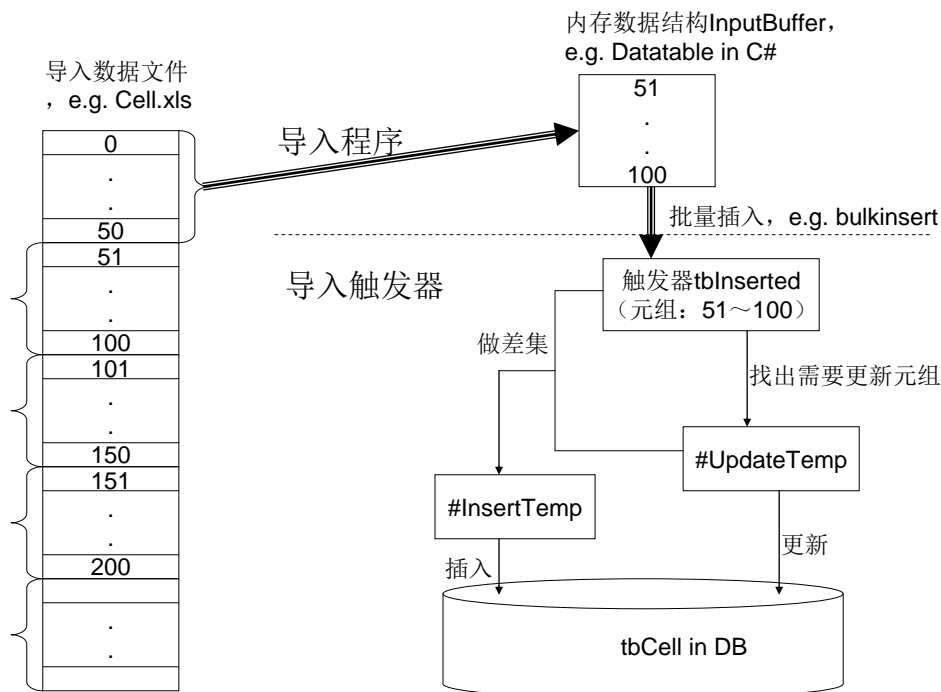 导入数据文件
，e.g. Cell.xls
0
.
.
50
51
.
.
100
101
.
.
150
151
.
.
200
.
.
导入程序
内存数据结构InputBuffer，
e.g. Datatable in C#
51
.
.
100
批量插入，e.g. bulkinsert
导入触发器
触发器tbInserted
（元组：51～100）
做差集
找出需要更新元组
#UpdateTemp
#InsertTemp
插入
更新
tbCell in DB